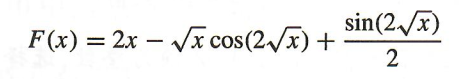 F(x) = 2x − √x cos(2√x) + sin(2√x)/2